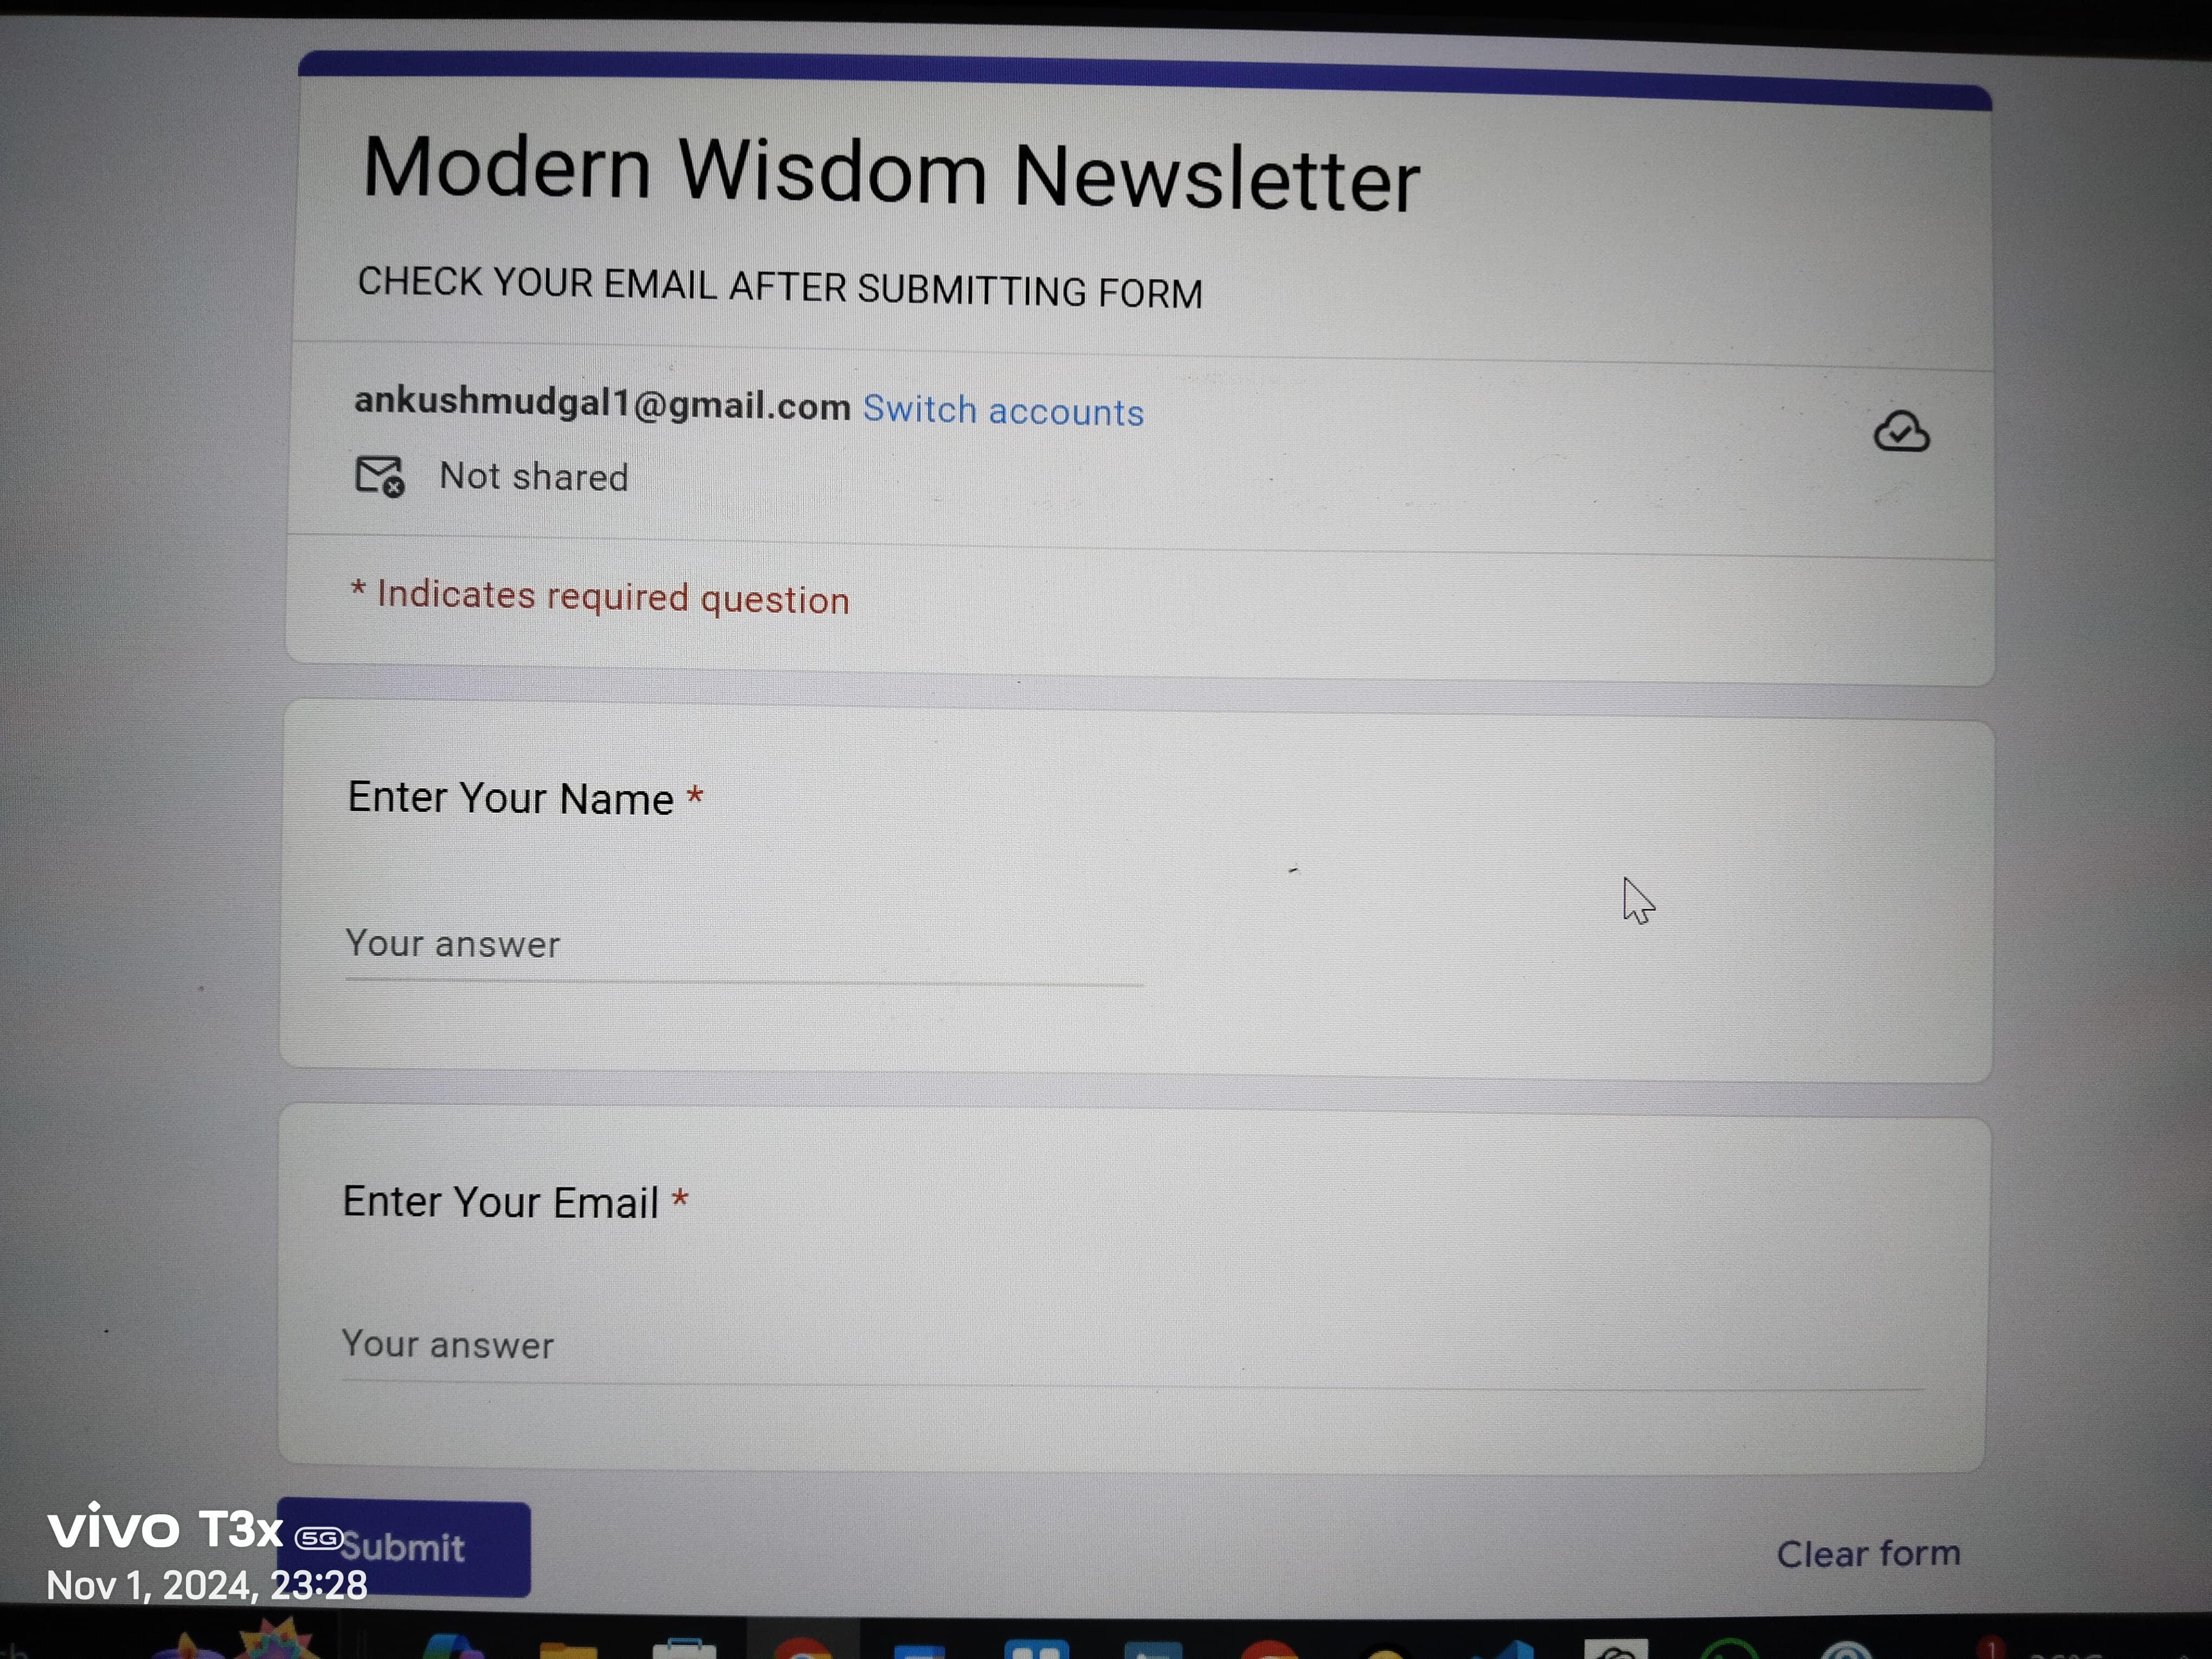 Modern Wisdom Newsletter
CHECK YOUR EMAIL AFTER SUBMITTING FORM
ankushmudgal1@gmail.com Switch accounts
Not shared
* Indicates required question
Enter Your Name *
Your answer
Enter Your Email *
Your answer
Submit
Clear form
vivo T3x 5G
Nov 1, 2024, 23:28
1